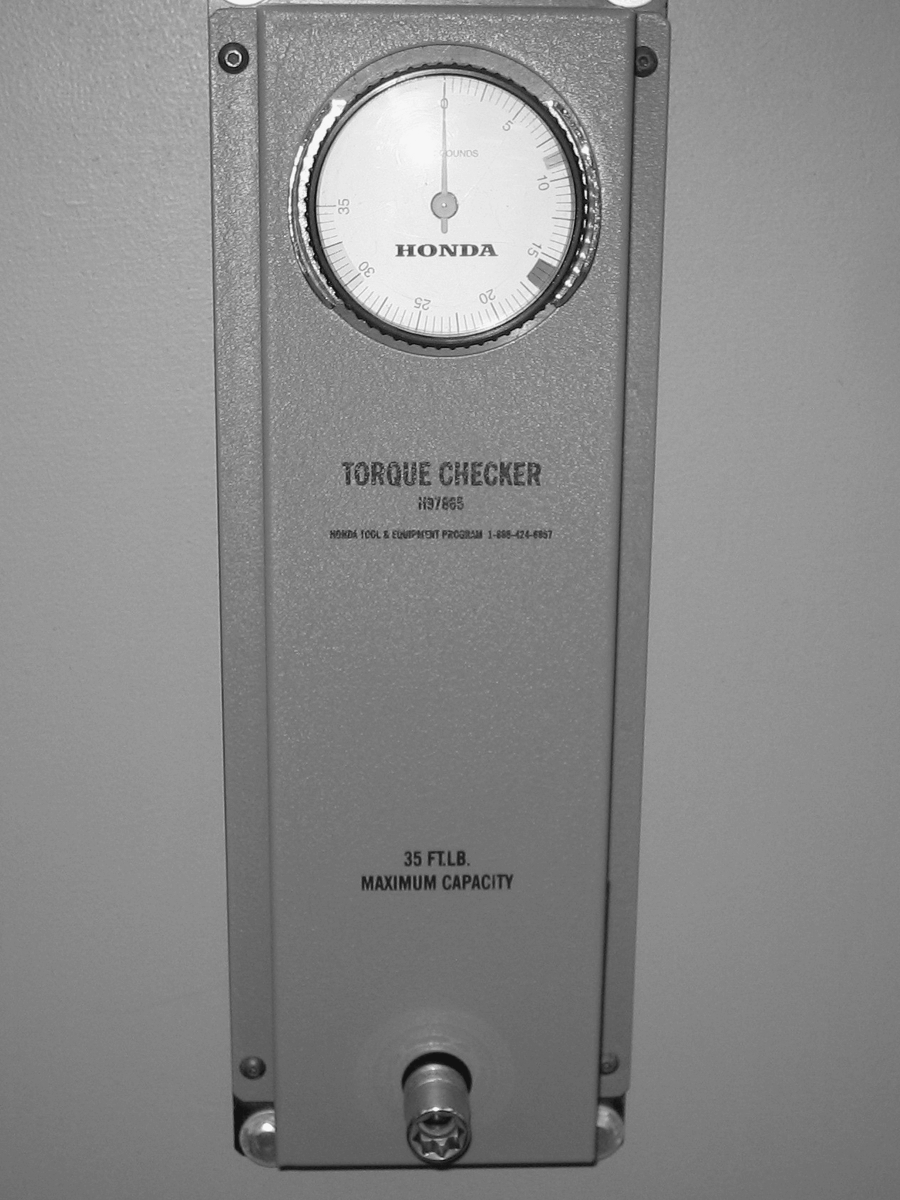 0
5
10
15
20
25
30
35
HONDA
TORQUE CHECKER
H97865
HONDA TOOL & EQUIPMENT PROGRAM
35 FT.LB.
MAXIMUM CAPACITY